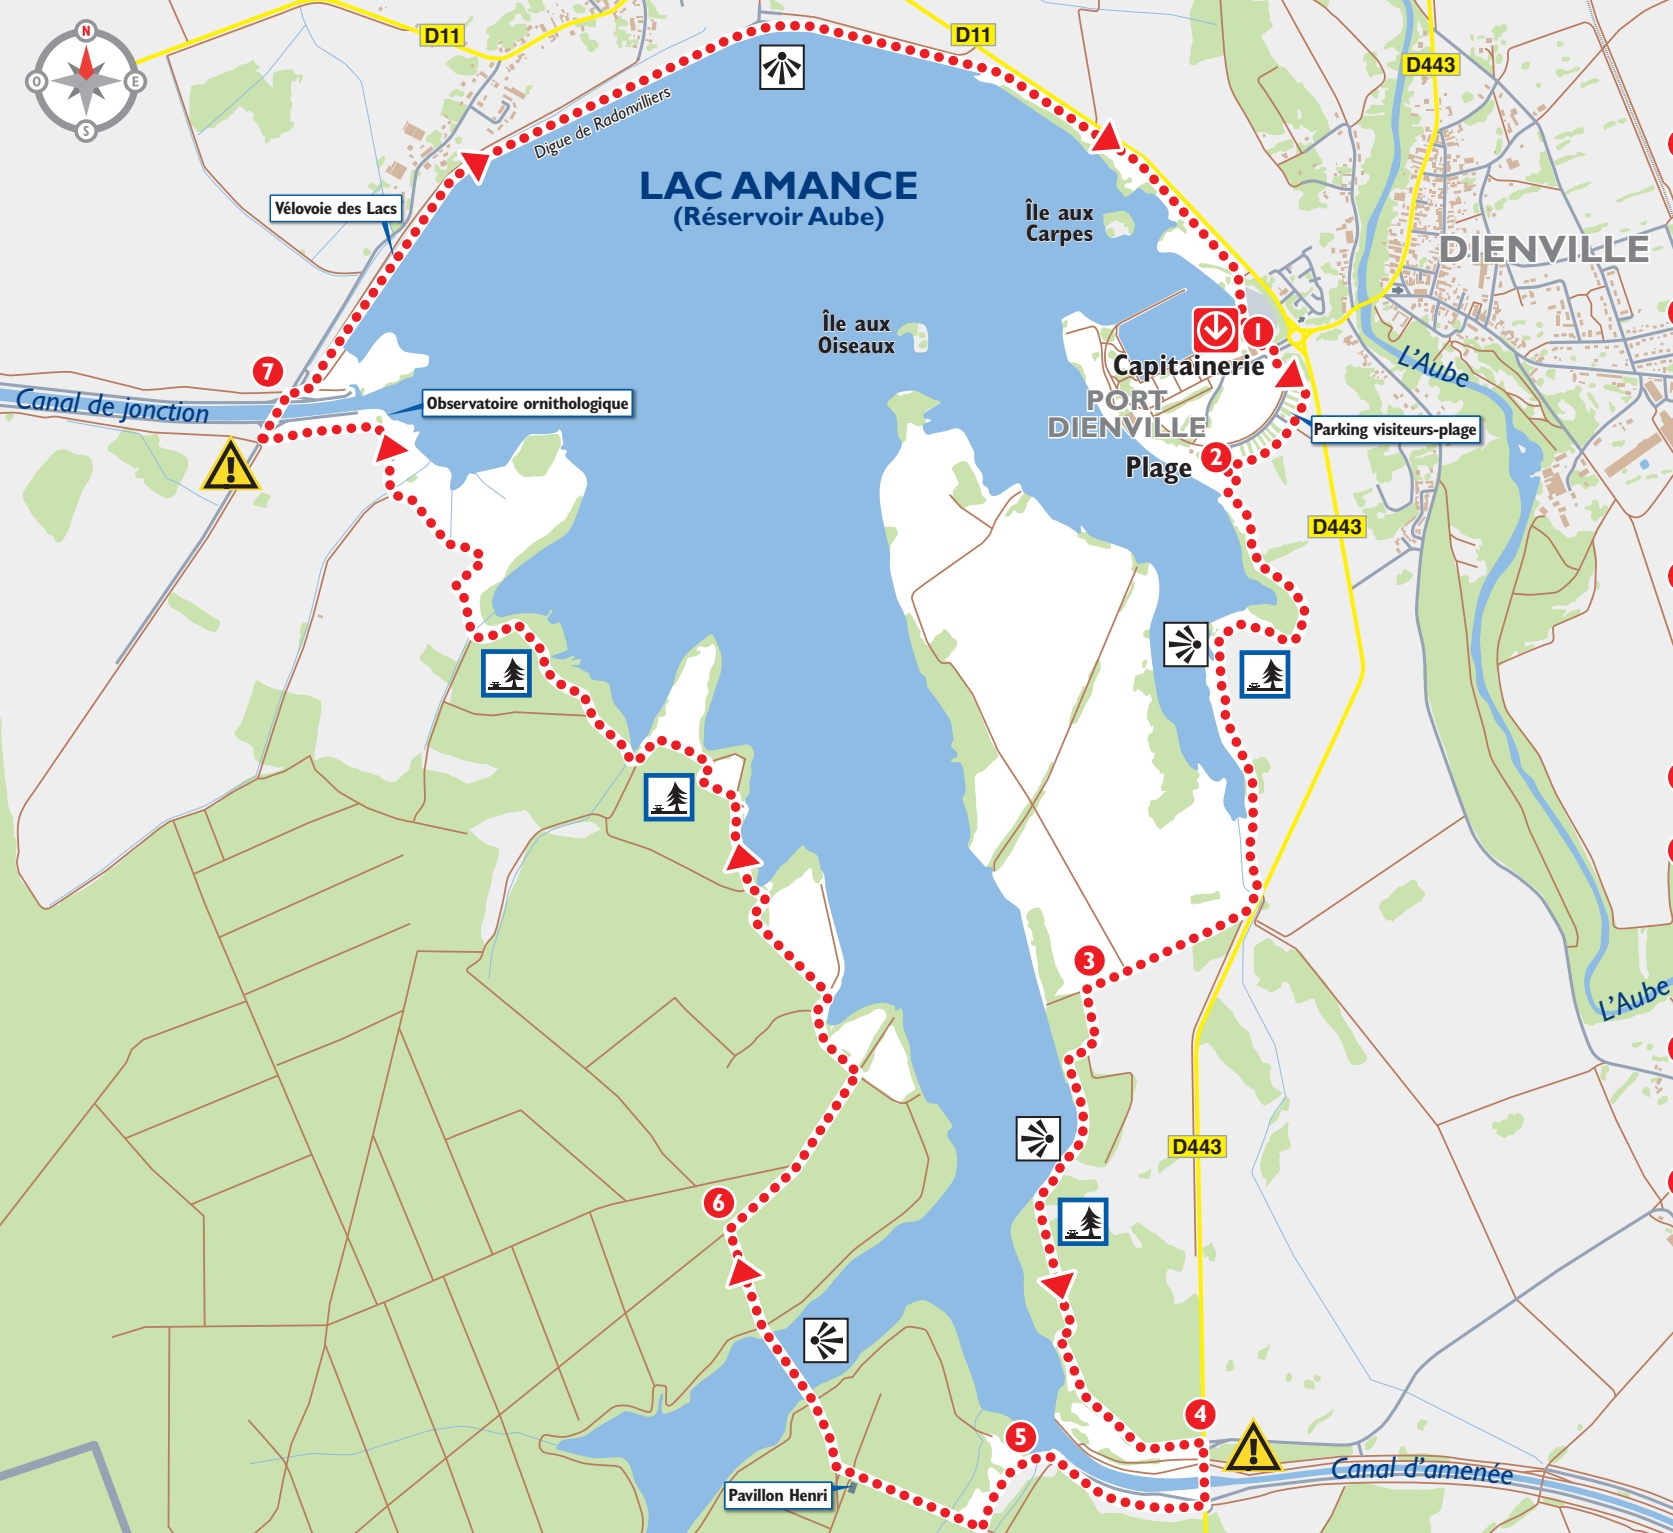 N
O
E
S
D11
D11
D443
Digue de Radonvilliers
Vélovoie des Lacs
LAC AMANCE
(Réservoir Aube)
Île aux
Carpes
DIENVILLE
Île aux
Oiseaux
1
Capitainerie
L'Aube
7
Canal de jonction
Observatoire ornithologique
PORT
DIENVILLE
Parking visiteurs-plage
2
Plage
D443
3
L'Aube
D443
6
4
5
Canal d'amenée
Pavillon Henri